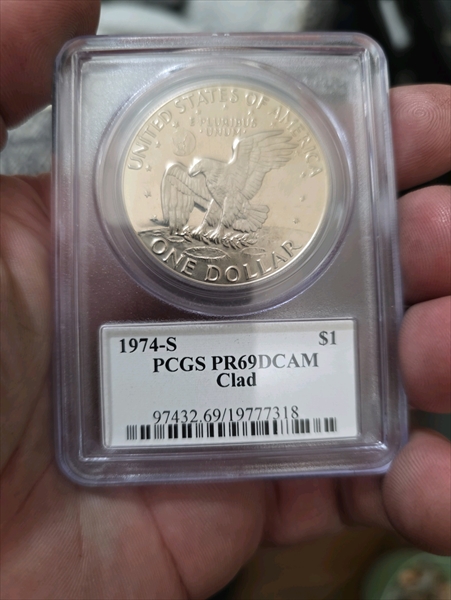 UNITED STATES OF AMERICA
E PLURIBUS
UNUM
ONE DOLLAR
1974-S $1
PCGS PR69DCAM
Clad
97432.69/19777318